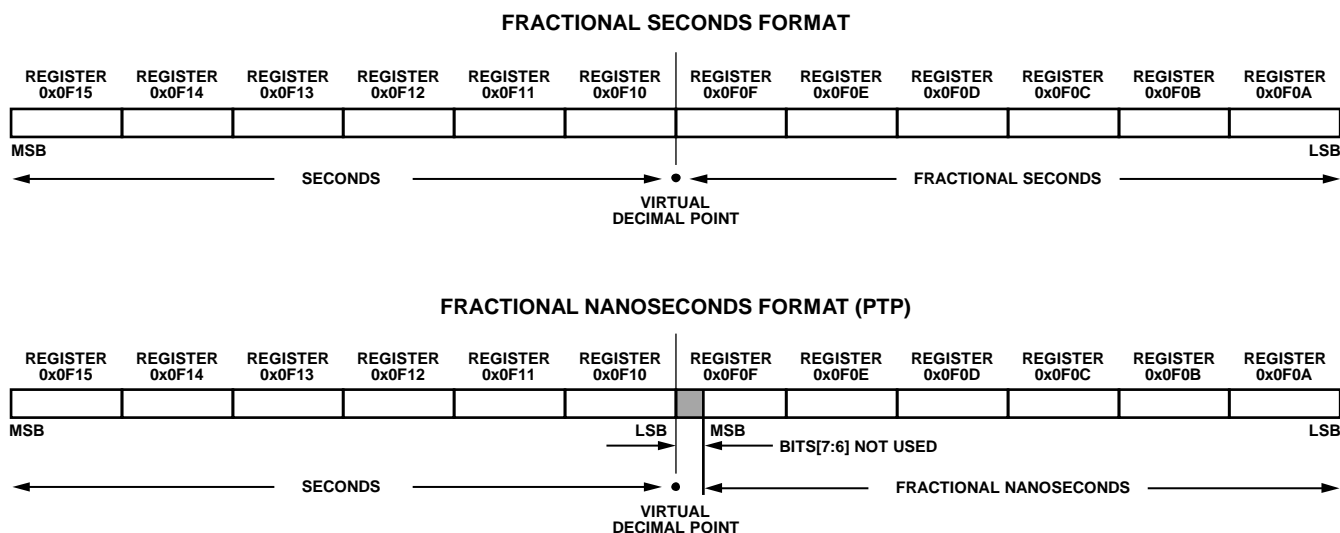 FRACTIONAL SECONDS FORMAT
REGISTER REGISTER REGISTER REGISTER REGISTER REGISTER REGISTER REGISTER REGISTER REGISTER REGISTER REGISTER
0x0F15 0x0F14 0x0F13 0x0F12 0x0F11 0x0F10 0x0F0F 0x0F0E 0x0F0D 0x0F0C 0x0F0B 0x0F0A
MSB LSB
SECONDS FRACTIONAL SECONDS
VIRTUAL
DECIMAL POINT
FRACTIONAL NANOSECONDS FORMAT (PTP)
REGISTER REGISTER REGISTER REGISTER REGISTER REGISTER REGISTER REGISTER REGISTER REGISTER REGISTER REGISTER
0x0F15 0x0F14 0x0F13 0x0F12 0x0F11 0x0F10 0x0F0F 0x0F0E 0x0F0D 0x0F0C 0x0F0B 0x0F0A
MSB LSB MSB LSB
BITS[7:6] NOT USED
SECONDS FRACTIONAL NANOSECONDS
VIRTUAL
DECIMAL POINT